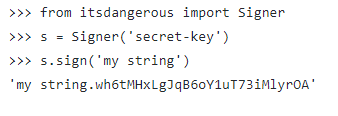 >>> from itsdangerous import Signer
>>> s = Signer('secret-key')
>>> s.sign('my string')
'my string.wh6tMHxLgJqB6oY1uT73iMlyrOA'